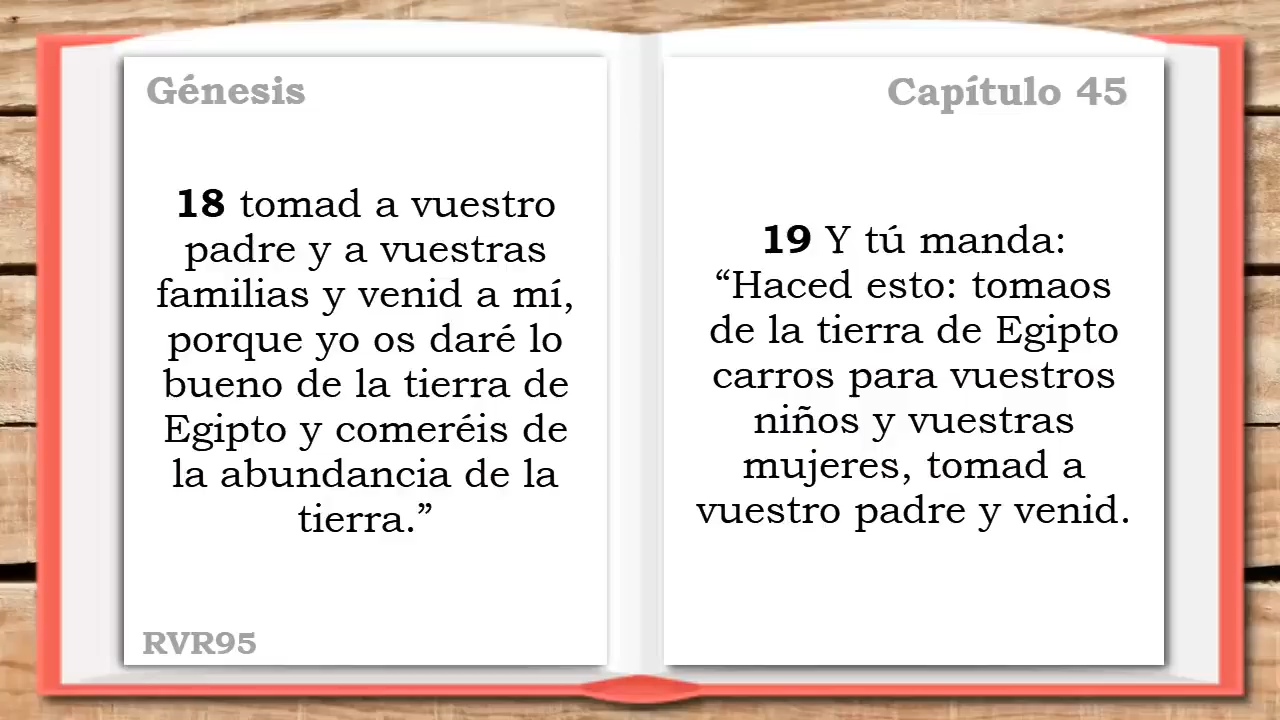 Génesis
18 tomad a vuestro
padre y a vuestras
familias y venid a mí,
porque yo os daré lo
bueno de la tierra de
Egipto y comeréis de
la abundancia de la
tierra.”
RVR95
Capítulo 45
19 Y tú manda:
“Haced esto: tomaos
de la tierra de Egipto
carros para vuestros
niños y vuestras
mujeres, tomad a
vuestro padre y venid.